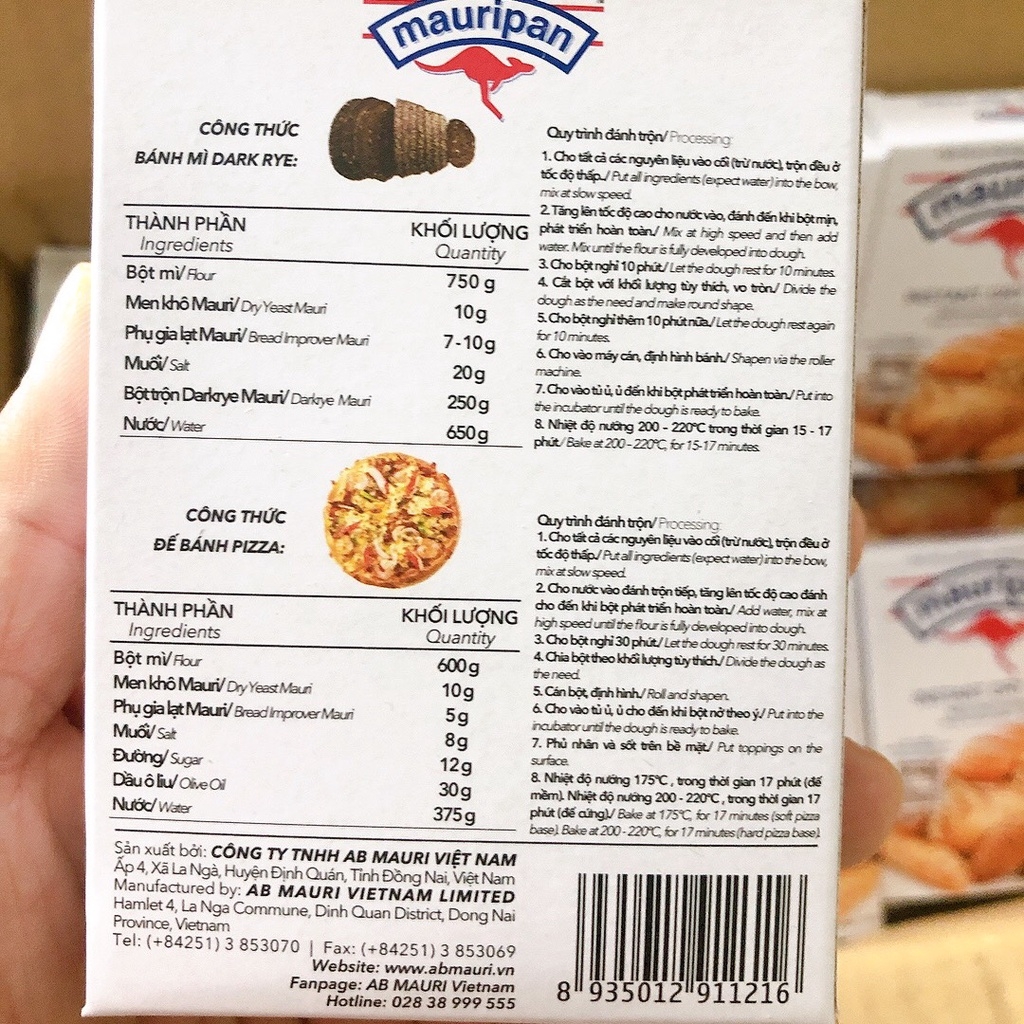 mauripan
CÔNG THỨC
BÁNH MÌ DARK RYE:
THÀNH PHẦN KHỐI LƯỢNG
Ingredients Quantity
Bột mì/ Flour 750 g
Men khô Mauri/ Dry Yeast Mauri 10g
Phụ gia lạt Mauri/ Bread Improver Mauri 7-10g
Muối/ Salt 20g
Bột trộn Darkrye Mauri/ Darkrye Mauri 250g
Nước/ Water 650g
Quy trình đánh trộn/ Processing:
1. Cho tất cả các nguyên liệu vào cối (trừ nước), trộn đều ở
tốc độ thấp./ Put all ingredients (expect water) into the bow,
mix at slow speed.
2. Tăng lên tốc độ cao cho nước vào, đánh đến khi bột mịn,
phát triển hoàn toàn./ Mix at high speed and then add
water. Mix until the flour is fully developed into dough.
3. Cho bột nghỉ 10 phút./ Let the dough rest for 10 minutes.
4. Cắt bột với khối lượng tùy thích, vo tròn./ Divide the
dough as the need and make round shape.
5. Cho bột nghỉ thêm 10 phút nữa./ Let the dough rest again
for 10 minutes.
6. Cho vào máy cán, định hình bánh./ Shapen via the roller
machine.
7. Cho vào tủ ủ, ủ đến khi bột phát triển hoàn toàn./ Put into
the incubator until the dough is ready to bake.
8. Nhiệt độ nướng 200 - 220°C trong thời gian 15 - 17
phút./ Bake at 200 - 220°C, for 15-17 minutes.
CÔNG THỨC
ĐẾ BÁNH PIZZA:
THÀNH PHẦN KHỐI LƯỢNG
Ingredients Quantity
Bột mì/ Flour 600g
Men khô Mauri/ Dry Yeast Mauri 10g
Phụ gia lạt Mauri/ Bread Improver Mauri 5g
Muối/ Salt 8g
Đường/ Sugar 12g
Dầu ô liu/ Olive Oil 30g
Nước/ Water 375g
Quy trình đánh trộn/ Processing:
1. Cho tất cả các nguyên liệu vào cối (trừ nước), trộn đều ở
tốc độ thấp./ Put all ingredients (expect water) into the bow,
mix at slow speed.
2. Cho nước vào đánh trộn tiếp, tăng lên tốc độ cao đánh
cho đến khi bột phát triển hoàn toàn./ Add water, mix at
high speed until the flour is fully developed into dough.
3. Cho bột nghỉ 30 phút./ Let the dough rest for 30 minutes.
4. Chia bột theo khối lượng tùy thích./ Divide the dough as
the need.
5. Cán bột, định hình./ Roll and shapen.
6. Cho vào tủ ủ, ủ cho đến khi bột nở theo ý./ Put into the
incubator until the dough is ready to bake.
7. Phủ nhân và sốt trên bề mặt./ Put toppings on the
surface.
8. Nhiệt độ nướng 175°C, trong thời gian 17 phút (đế
mềm). Nhiệt độ nướng 200 - 220°C, trong thời gian 17
phút (đế cứng)./ Bake at 175°C, for 17 minutes (soft pizza
base). Bake at 200 - 220°C, for 17 minutes (hard pizza base).
Sản xuất bởi: CÔNG TY TNHH AB MAURI VIỆT NAM
Ấp 4, Xã La Ngà, Huyện Định Quán, Tỉnh Đồng Nai, Việt Nam
Manufactured by: AB MAURI VIETNAM LIMITED
Hamlet 4, La Nga Commune, Dinh Quan District, Dong Nai
Province, Vietnam
Tel: (+84251) 3 853070 | Fax: (+84251) 3 853069
Website: www.abmauri.vn
Fanpage: AB MAURI Vietnam
Hotline: 028 38 999 555
8 935012 911216